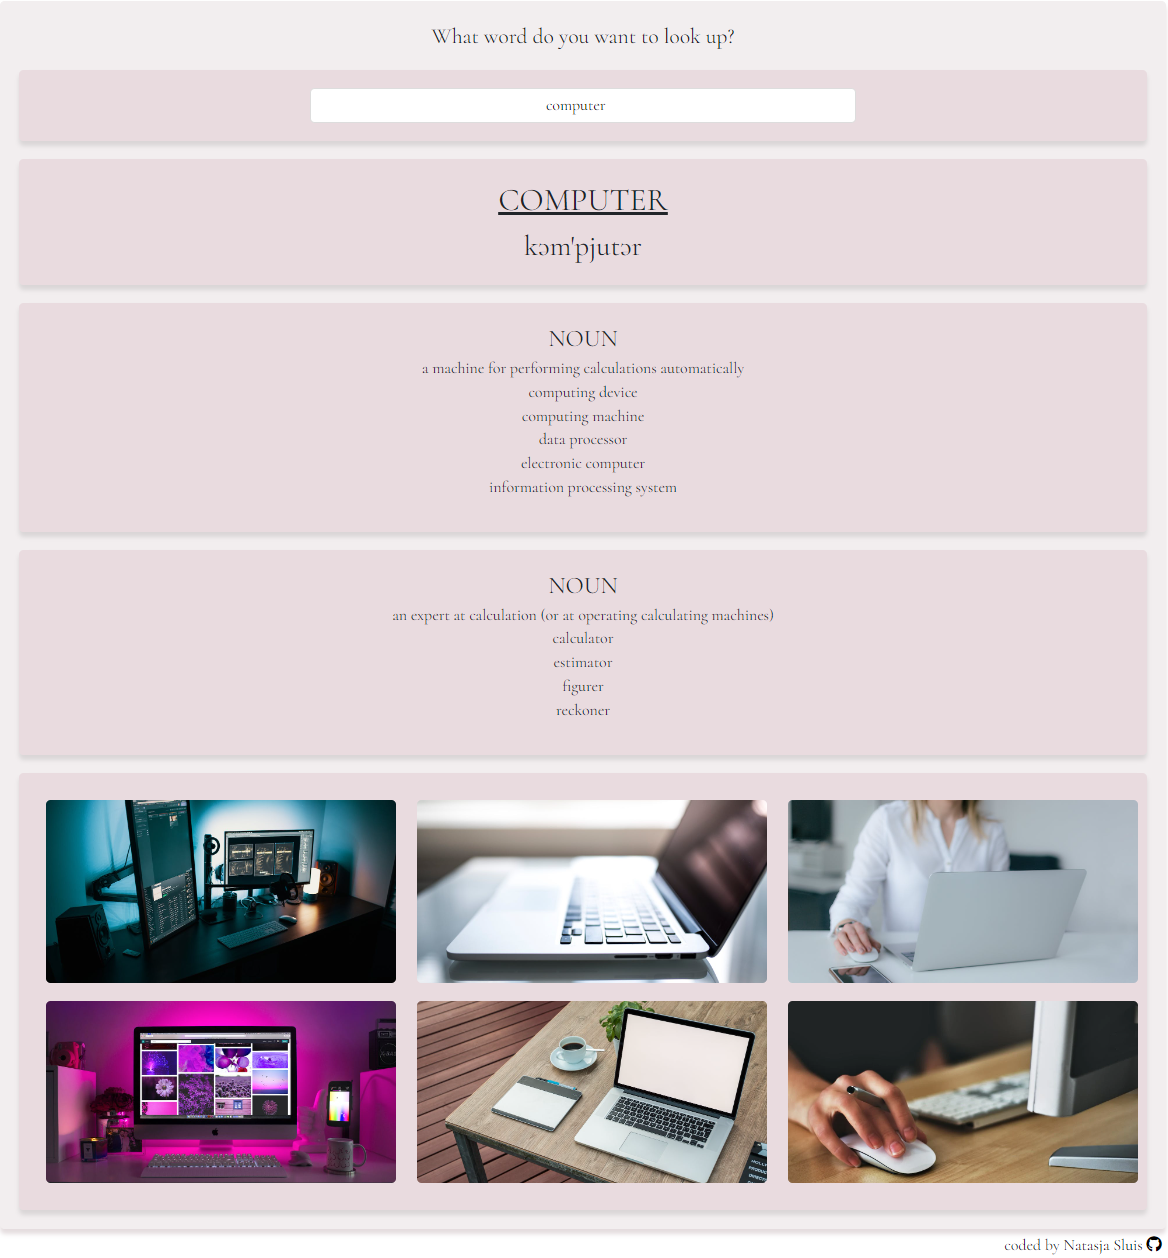 What word do you want to look up?
computer
COMPUTER
kɔm'pjutɔr
NOUN
a machine for performing calculations automatically
computing device
computing machine
data processor
electronic computer
information processing system
NOUN
an expert at calculation (or at operating calculating machines)
calculator
estimator
figurer
reckoner
coded by Natasja Sluis